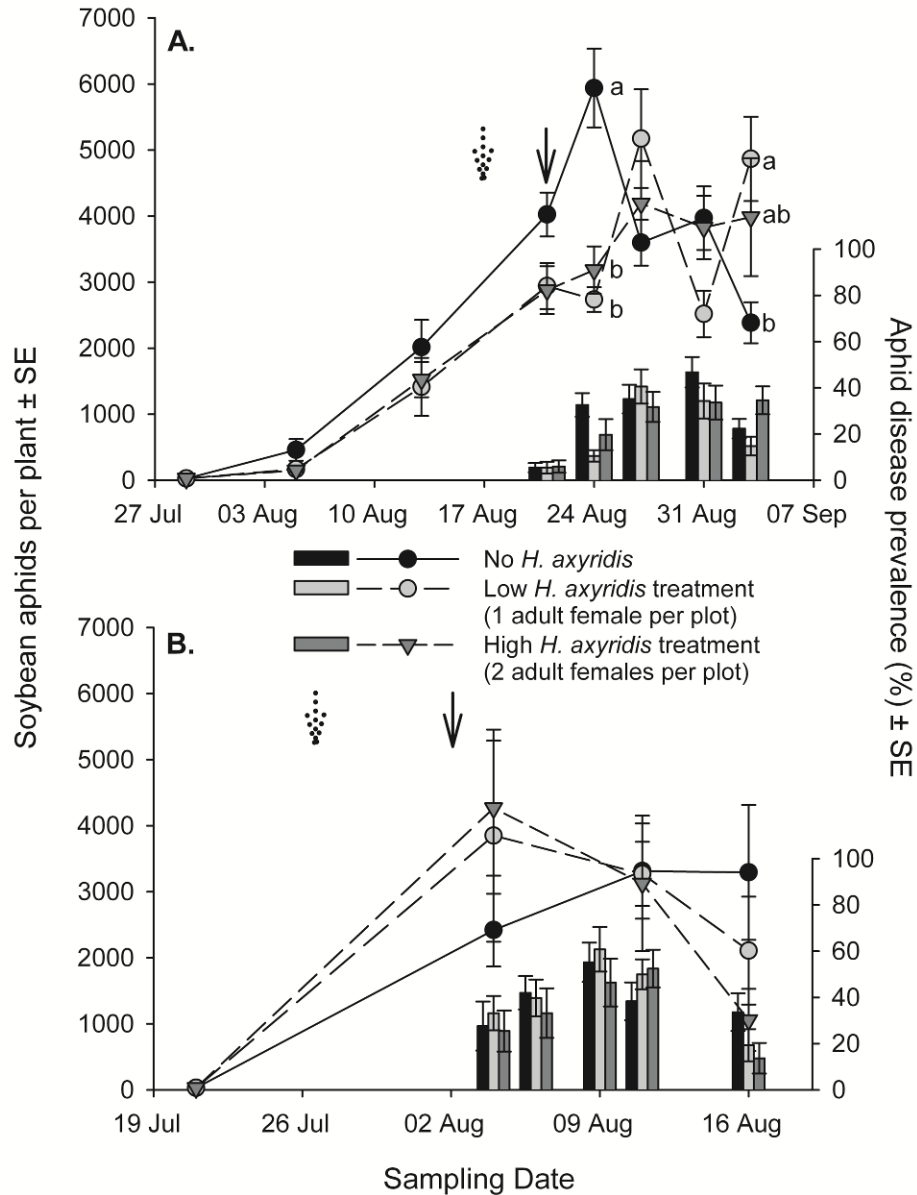 7000
A.
6000
5000
4000
3000
2000
1000
0
a
b
b
a
ab
b
100
80
60
40
20
0
27 Jul 03 Aug 10 Aug 17 Aug 24 Aug 31 Aug 07 Sep
Soybean aphids per plant ± SE
Aphid disease prevalence (%) ± SE
No H. axyridis
Low H. axyridis treatment
(1 adult female per plot)
High H. axyridis treatment
(2 adult females per plot)
7000
B.
6000
5000
4000
3000
2000
1000
0
100
80
60
40
20
0
19 Jul 26 Jul 02 Aug 09 Aug 16 Aug
Sampling Date